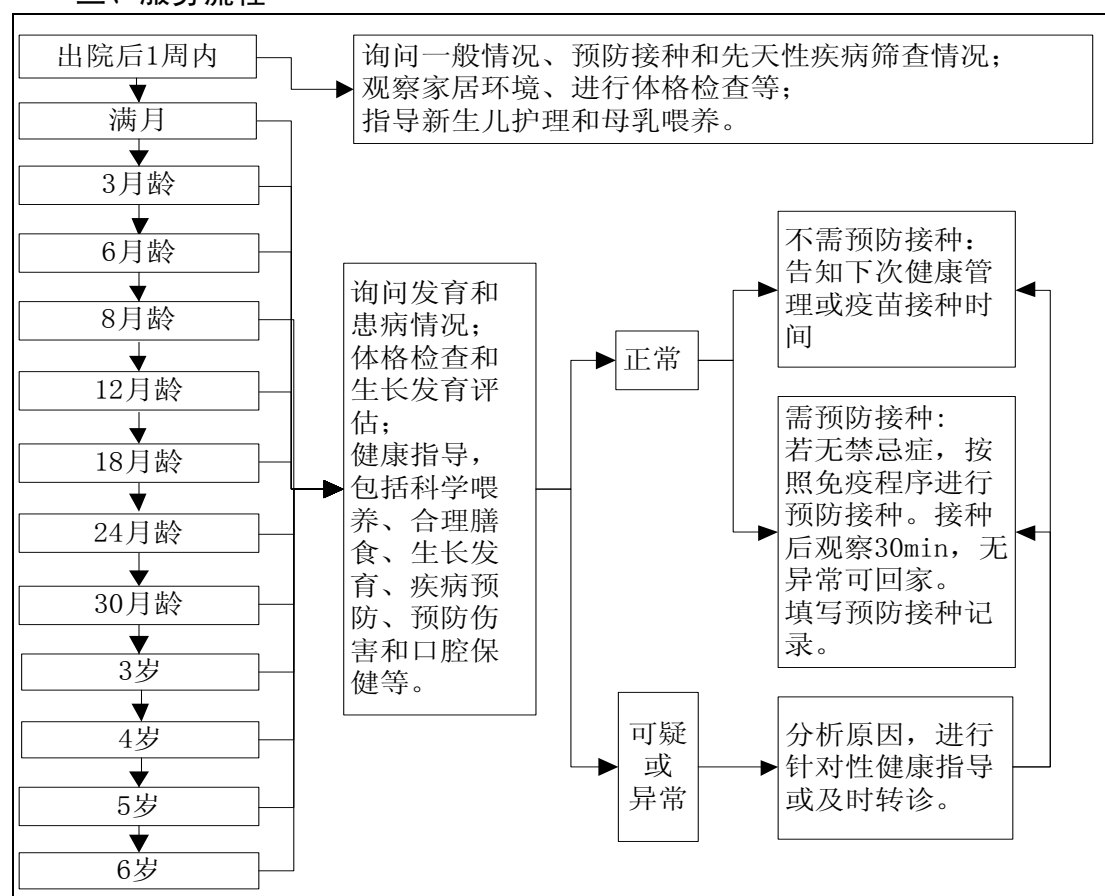 出院后1周内
满月
3月龄
6月龄
8月龄
12月龄
18月龄
24月龄
30月龄
3岁
4岁
5岁
6岁
询问一般情况、预防接种和先天性疾病筛查情况；
观察家居环境、进行体格检查等；
指导新生儿护理和母乳喂养。
询问发育和
患病情况；
体格检查和
生长发育评
估；
健康指导，
包括科学喂
养、合理膳
食、生长发
育、疾病预
防、预防伤
害和口腔保
健等。
正常
可疑
或
异常
不需预防接种：
告知下次健康管
理或疫苗接种时
间
需预防接种：
若无禁忌症，按
照免疫程序进行
预防接种。接种
后观察30min，无
异常可回家。
填写预防接种记
录。
分析原因，进行
针对性健康指导
或及时转诊。